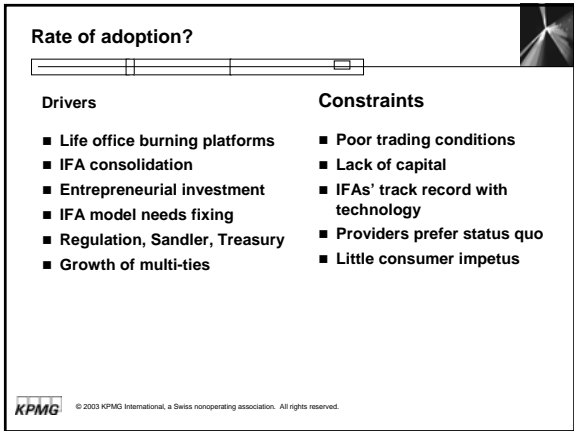 Rate of adoption?
Drivers
■ Life office burning platforms
■ IFA consolidation
■ Entrepreneurial investment
■ IFA model needs fixing
■ Regulation, Sandler, Treasury
■ Growth of multi-ties
Constraints
■ Poor trading conditions
■ Lack of capital
■ IFAs’ track record with
technology
■ Providers prefer status quo
■ Little consumer impetus
KPMG © 2003 KPMG International, a Swiss nonoperating association. All rights reserved.